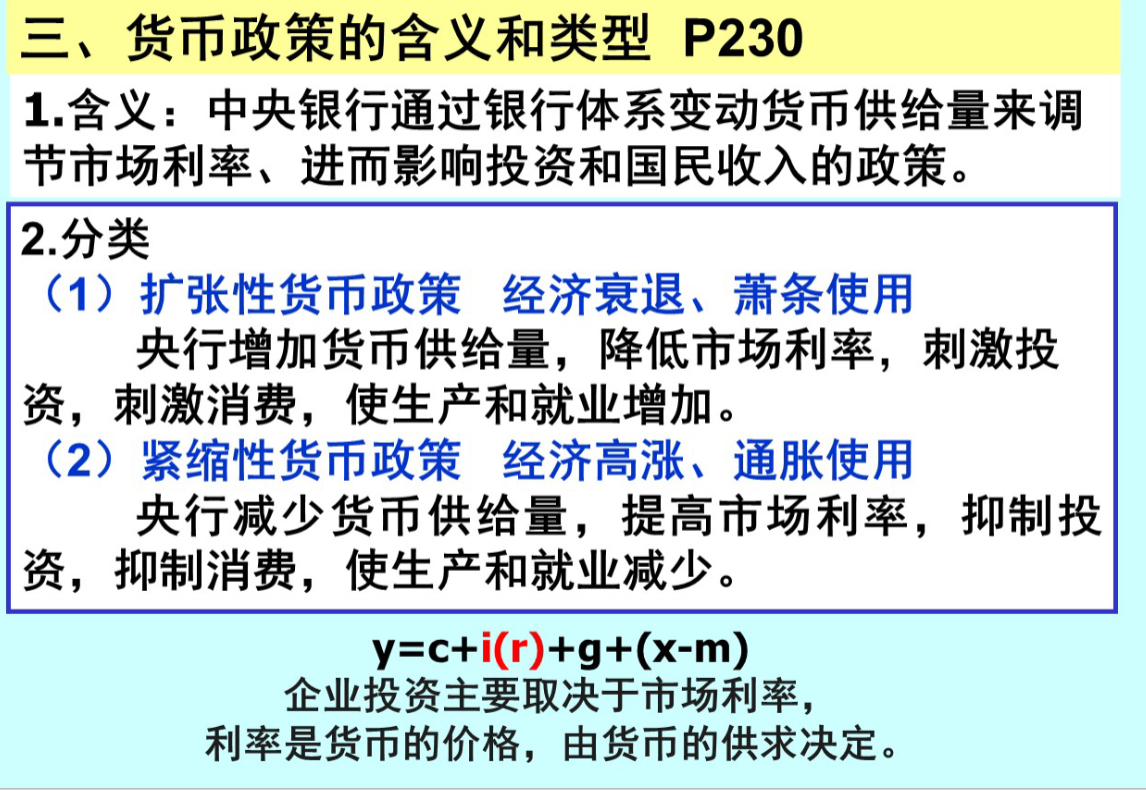 三、货币政策的含义和类型 P230
1.含义：中央银行通过银行体系变动货币供给量来调
节市场利率、进而影响投资和国民收入的政策。
2.分类
（1）扩张性货币政策 经济衰退、萧条使用
央行增加货币供给量，降低市场利率，刺激投
资，刺激消费，使生产和就业增加。
（2）紧缩性货币政策 经济高涨、通胀使用
央行减少货币供给量，提高市场利率，抑制投
资，抑制消费，使生产和就业减少。
y=c+i(r)+g+(x-m)
企业投资主要取决于市场利率，
利率是货币的价格，由货币的供求决定。